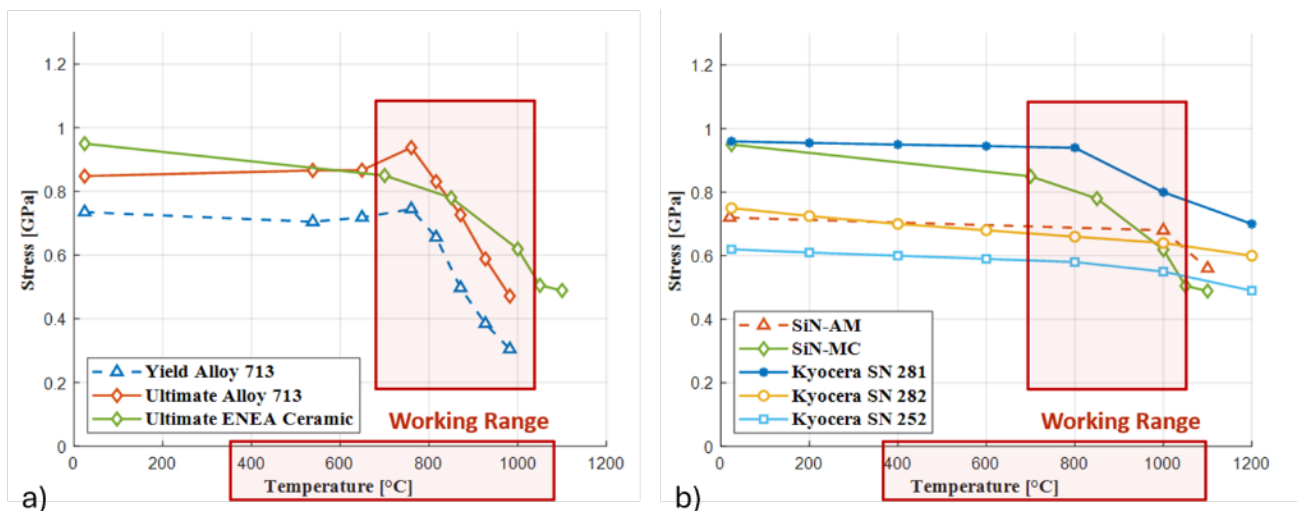 1.2
1
0.8
0.6
0.4
0.2
0
Stress [GPa]
Yield Alloy 713
Ultimate Alloy 713
Ultimate ENEA Ceramic
Working Range
0 200 400 600 800 1000 1200
Temperature [°C]
a)
1.2
1
0.8
0.6
0.4
0.2
0
Stress [GPa]
SiN-AM
SiN-MC
Kyocera SN 281
Kyocera SN 282
Kyocera SN 252
Working Range
0 200 400 600 800 1000 1200
Temperature [°C]
b)